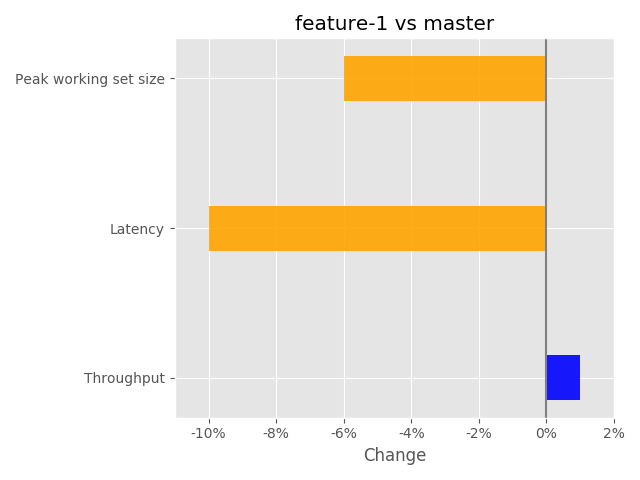 feature-1 vs master
Peak working set size
Latency
Throughput
-10% -8% -6% -4% -2% 0% 2%
Change